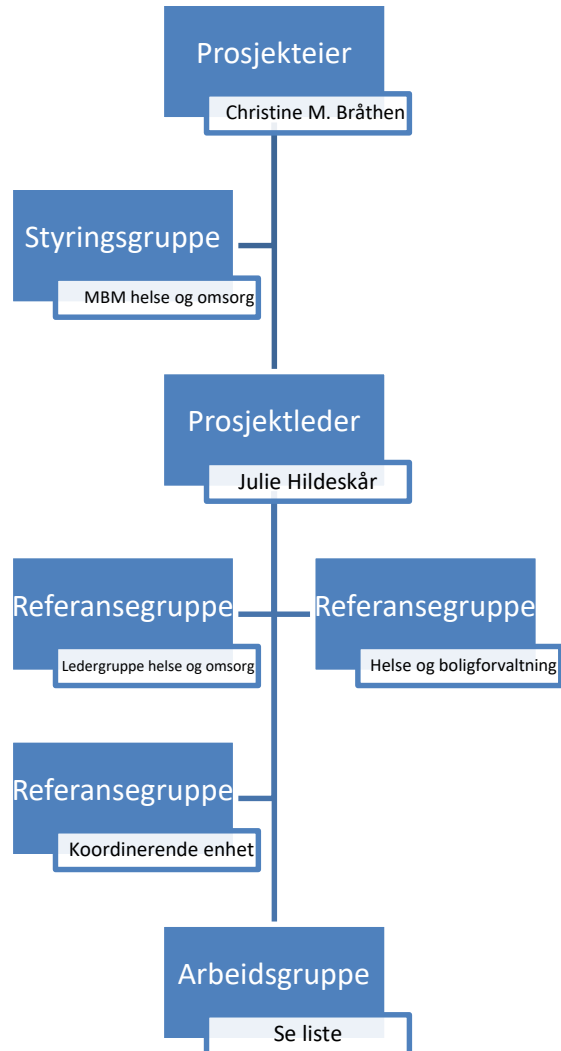 Prosjekteier
Christine M. Bråthen
Styringsgruppe
MBM helse og omsorg
Prosjektleder
Julie Hildeskår
Referansegruppe
Ledergruppe helse og omsorg
Referansegruppe
Helse og boligforvaltning
Referansegruppe
Koordinerende enhet
Arbeidsgruppe
Se liste